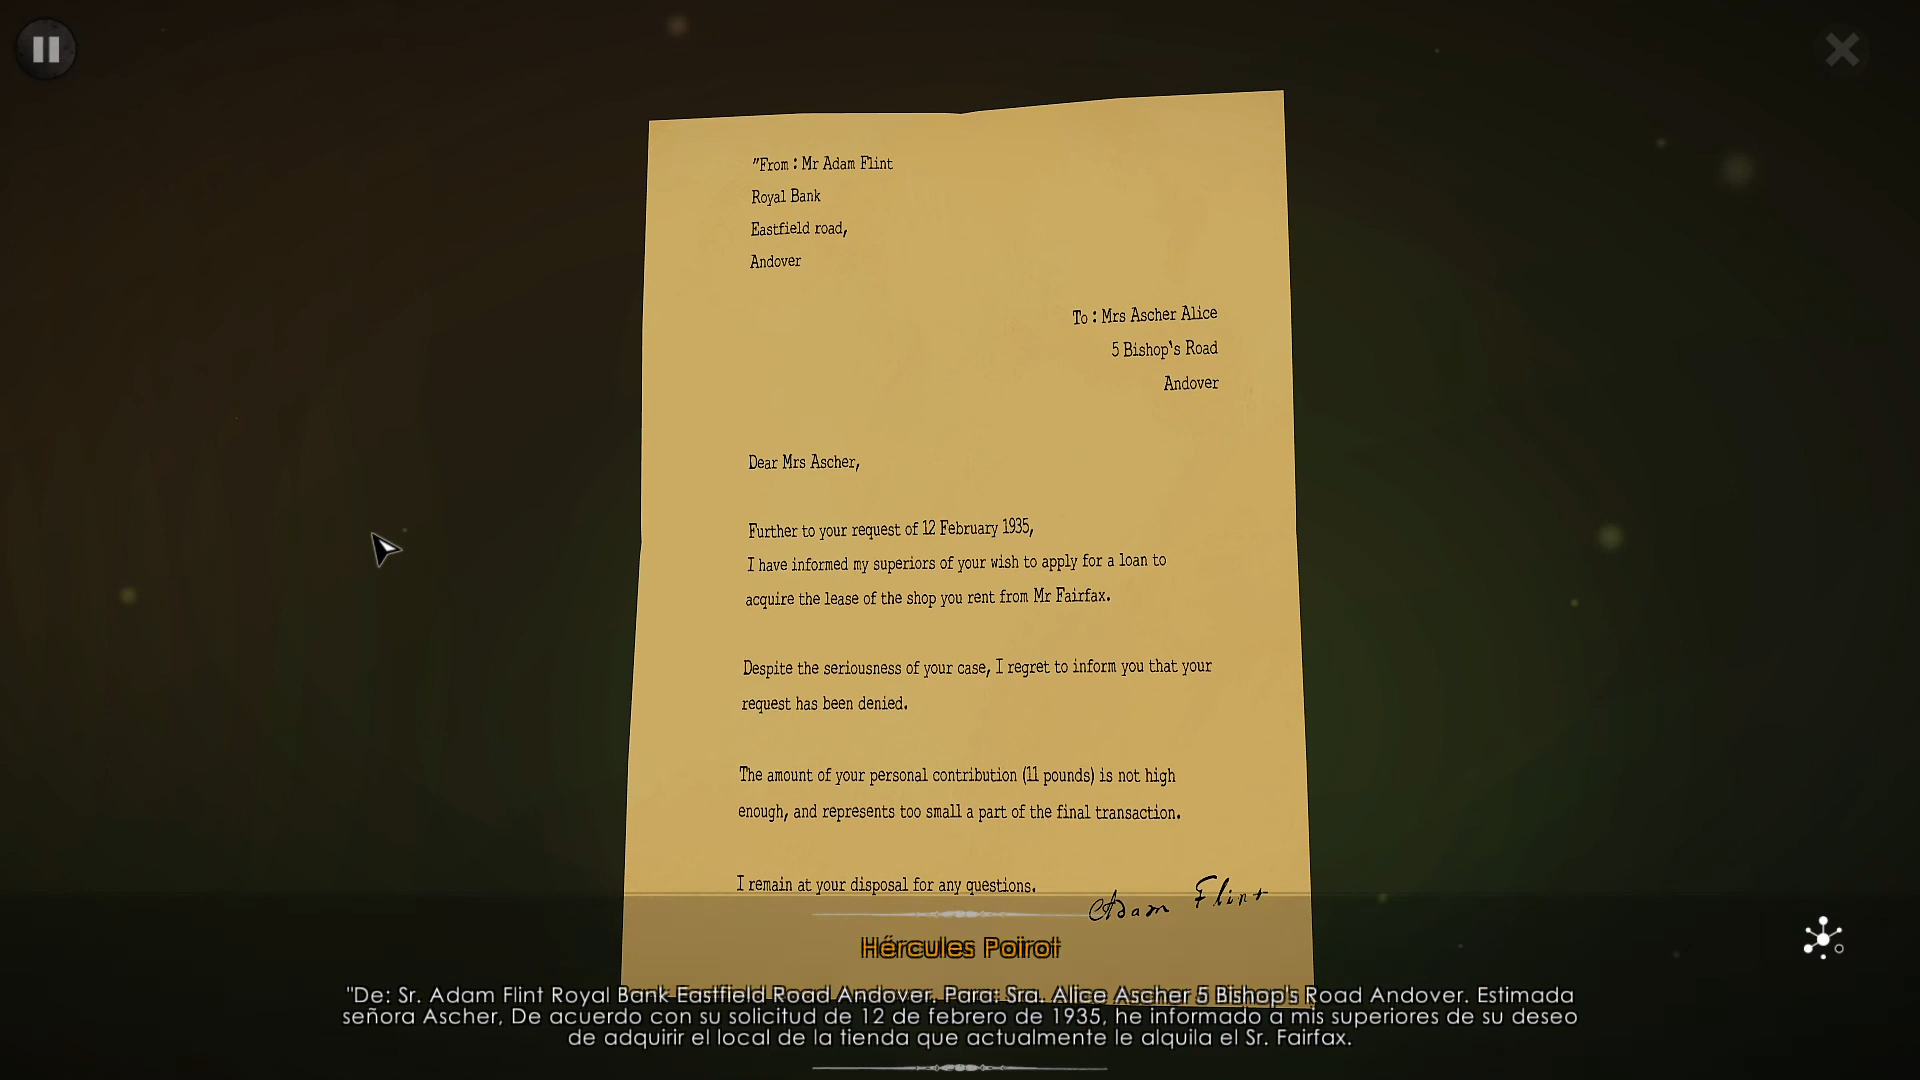 "From : Mr Adam Flint
Royal Bank
Eastfield road,
Andover
To : Mrs Ascher Alice
5 Bishop's Road
Andover
Dear Mrs Ascher,
Further to your request of 12 February 1935,
I have informed my superiors of your wish to apply for a loan to
acquire the lease of the shop you rent from Mr Fairfax.
Despite the seriousness of your case, I regret to inform you that your
request has been denied.
The amount of your personal contribution (11 pounds) is not high
enough, and represents too small a part of the final transaction.
I remain at your disposal for any questions.
Adam Flint
Hércules Poirot
"De: Sr. Adam Flint Royal Bank Eastfield Road Andover. Para: Sra. Alice Ascher 5 Bishop's Road Andover. Estimada
señora Ascher, De acuerdo con su solicitud de 12 de febrero de 1935, he informado a mis superiores de su deseo
de adquirir el local de la tienda que actualmente le alquila el Sr. Fairfax.